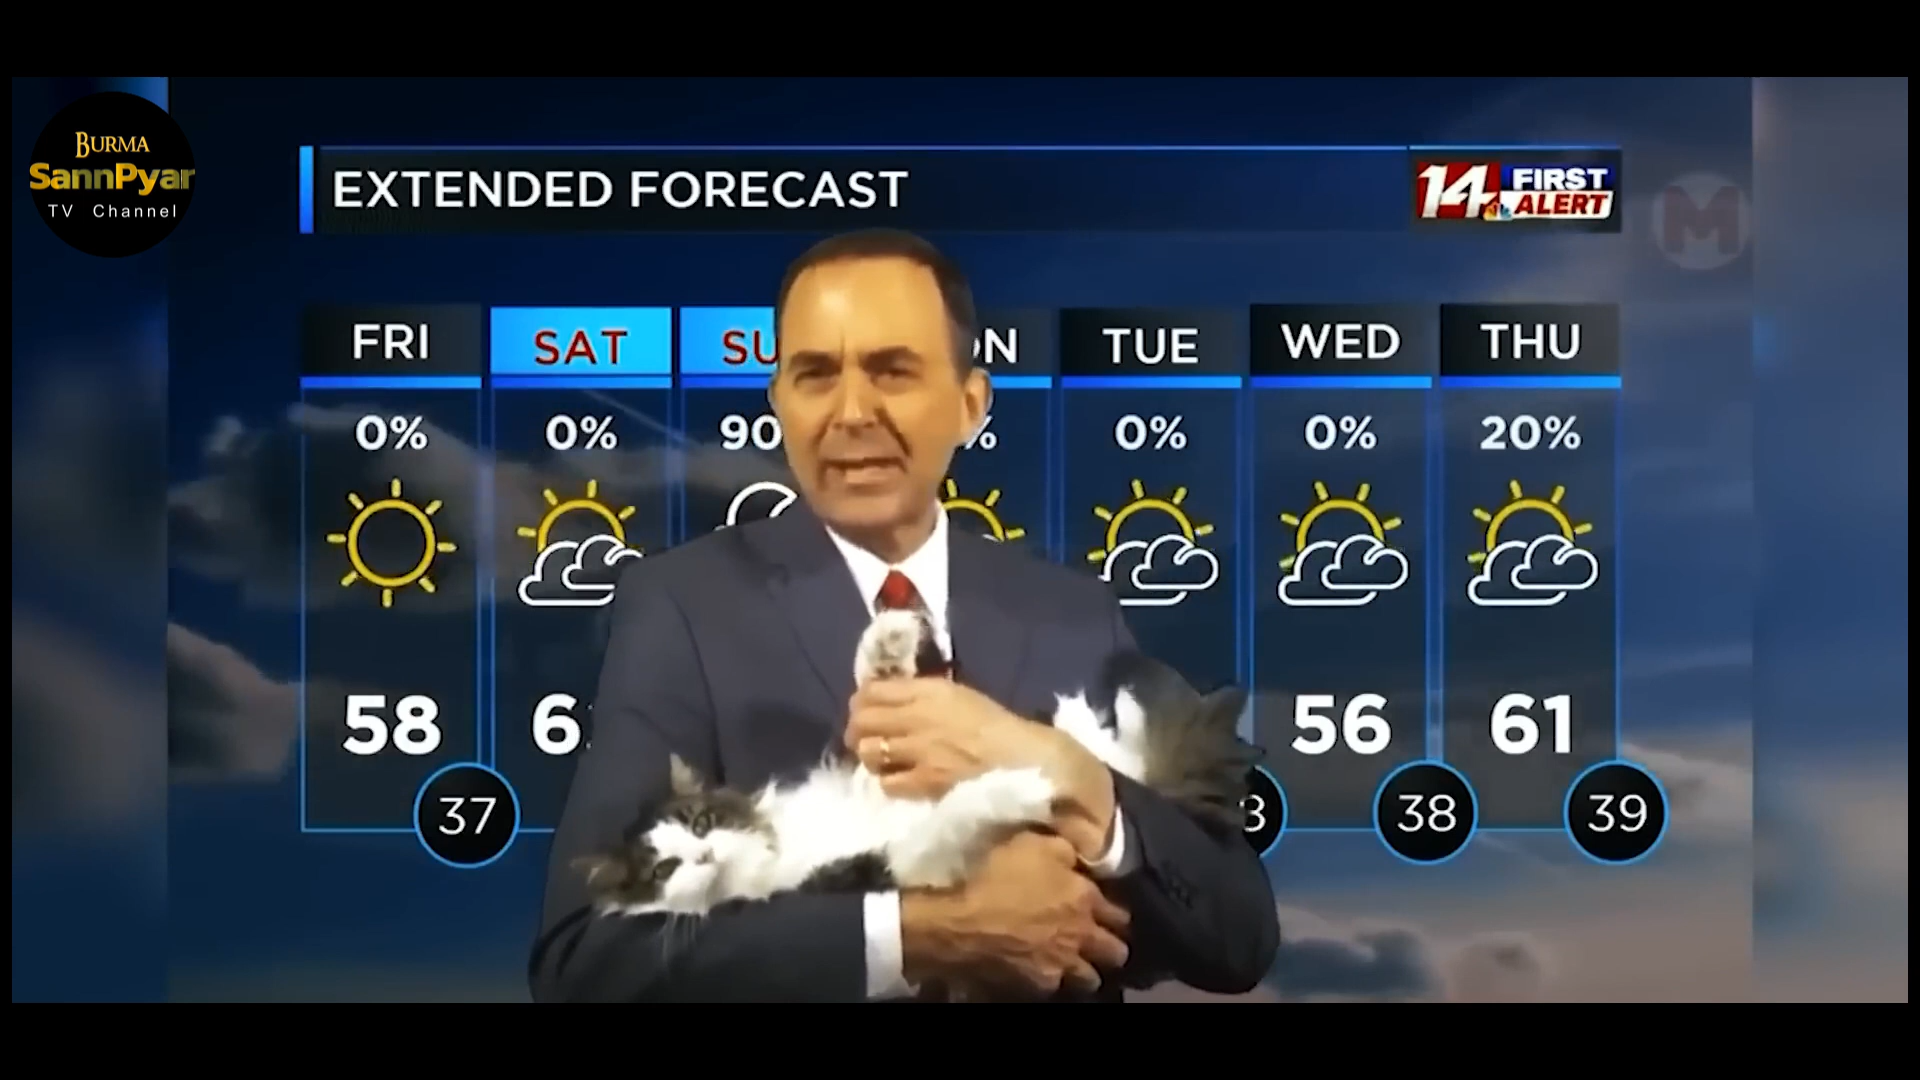 BURMA
SannPyar
TV Channel
EXTENDED FORECAST
14 FIRST
ALERT
M
FRI SAT TUE WED THU
0% 0% 0% 0% 20%
58 56 61
37 38 39